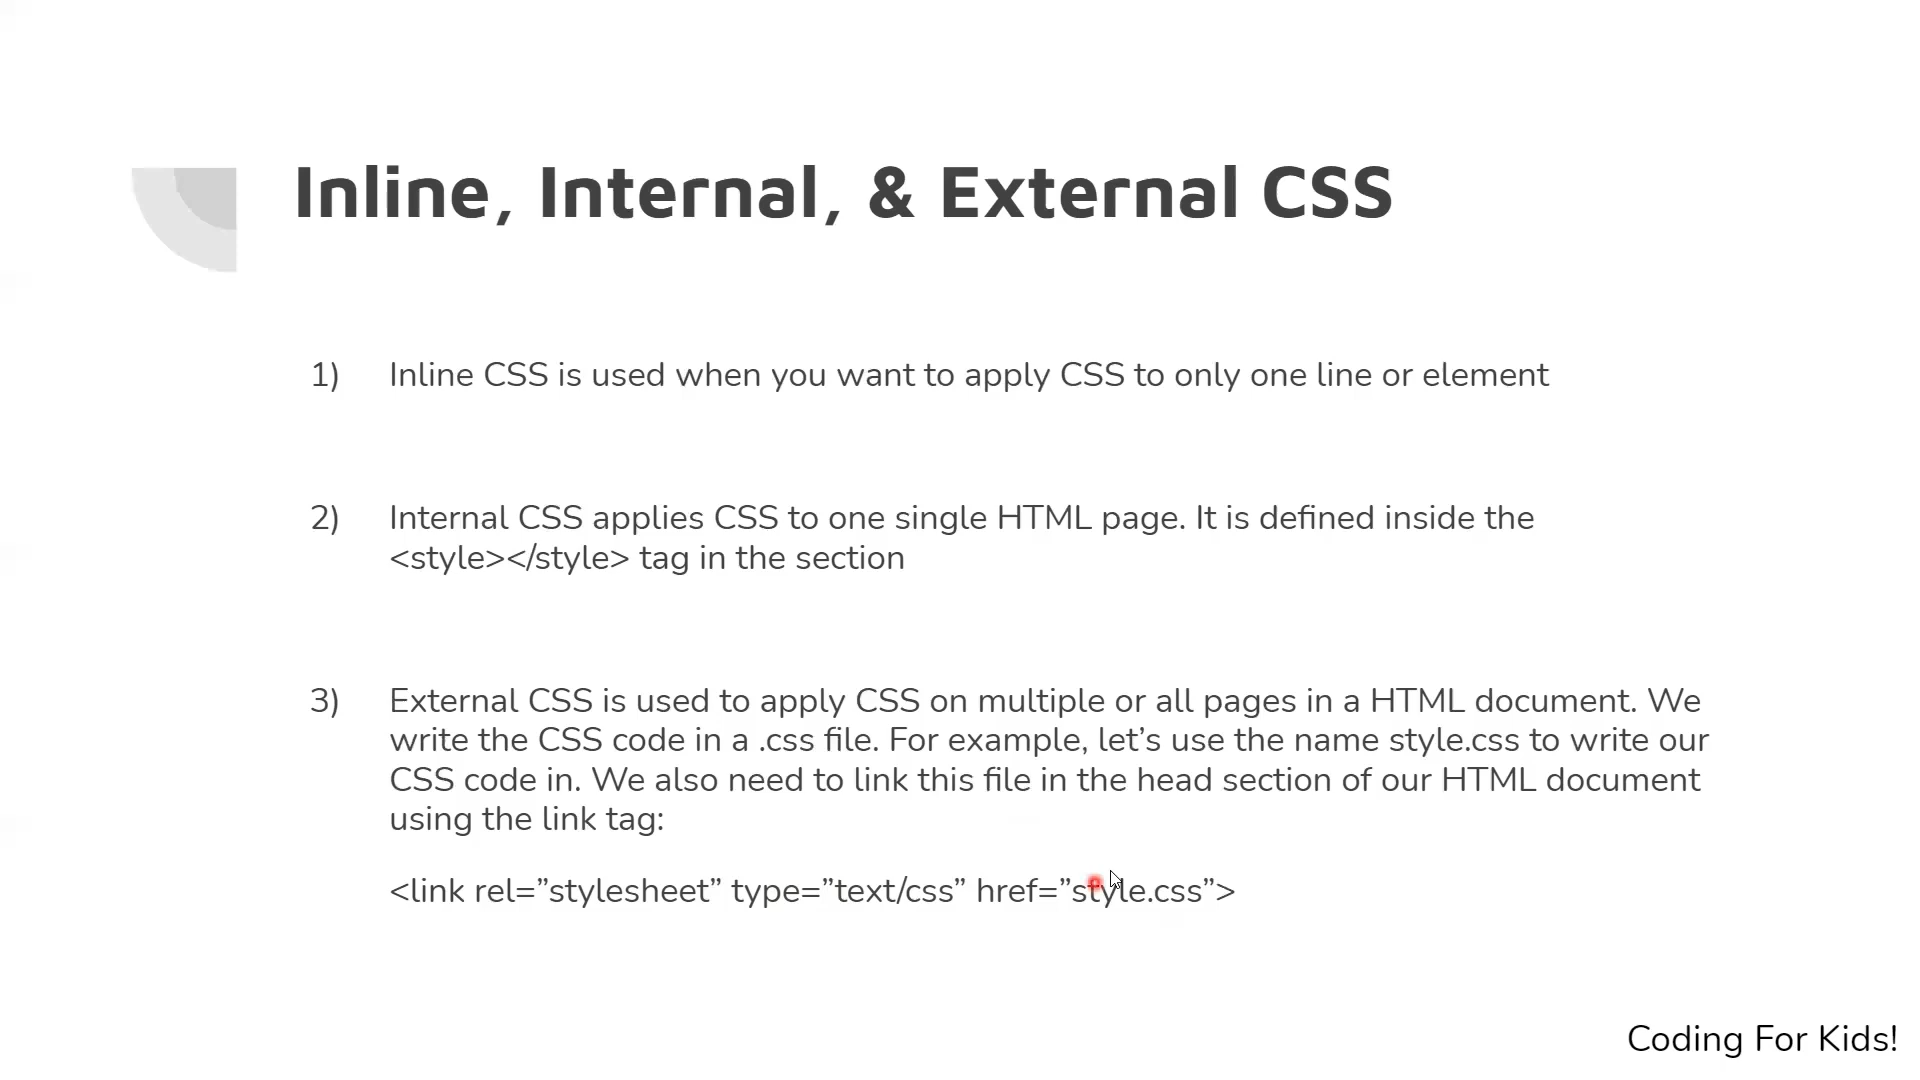 Inline, Internal, & External CSS
1) Inline CSS is used when you want to apply CSS to only one line or element
2) Internal CSS applies CSS to one single HTML page. It is defined inside the
<style></style> tag in the section
3) External CSS is used to apply CSS on multiple or all pages in a HTML document. We
write the CSS code in a .css file. For example, let’s use the name style.css to write our
CSS code in. We also need to link this file in the head section of our HTML document
using the link tag:
<link rel=”stylesheet” type=”text/css” href=”style.css”>
Coding For Kids!